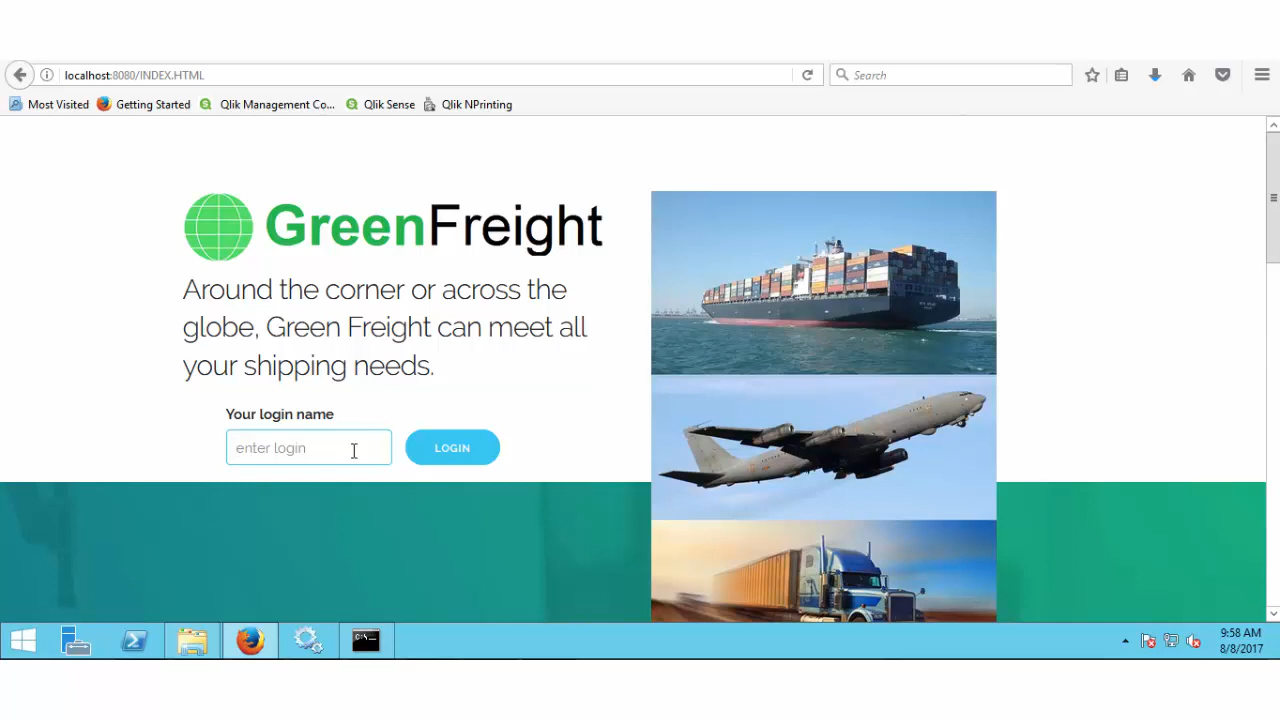 localhost:8080/INDEX.HTML
Search
Most Visited
Getting Started
Qlik Management Co...
Qlik Sense
Qlik NPrinting
GreenFreight
Around the corner or across the
globe, Green Freight can meet all
your shipping needs.
Your login name
enter login
LOGIN
C:\.
9:58 AM
8/8/2017